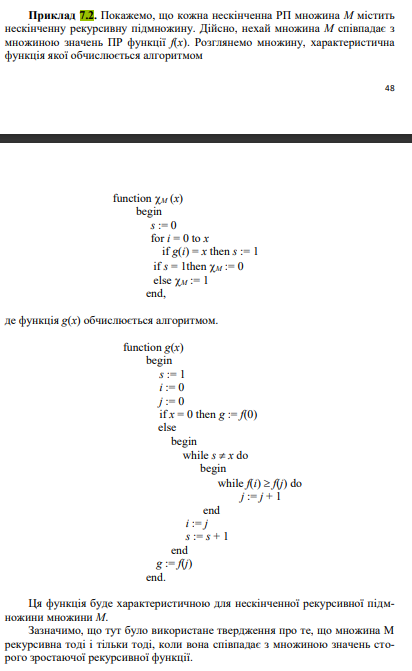 Приклад 7.2. Покажемо, що кожна нескінченна РП множина M містить
нескінченну рекурсивну підмножину. Дійсно, нехай множина M співпадає з
множиною значень ПР функції f(x). Розглянемо множину, характеристична
функція якої обчислюється алгоритмом
48
function χM (x)
begin
s := 0
for i = 0 to x
if g(i) = x then s := 1
if s = 1then χM := 0
else χM := 1
end,
де функція g(x) обчислюється алгоритмом.
function g(x)
begin
s := 1
i := 0
j := 0
if x = 0 then g := f(0)
else
begin
while s ≠ x do
begin
while f(i) ≥ f(j) do
j := j + 1
end
i := j
s := s + 1
end
g := f(j)
end.
Ця функція буде характеристичною для нескінченної рекурсивної підм-
ножини множини M.
Зазначимо, що тут було використане твердження про те, що множина М
рекурсивна тоді і тільки тоді, коли вона співпадає з множиною значень сто-
рого зростаючої рекурсивної функції.